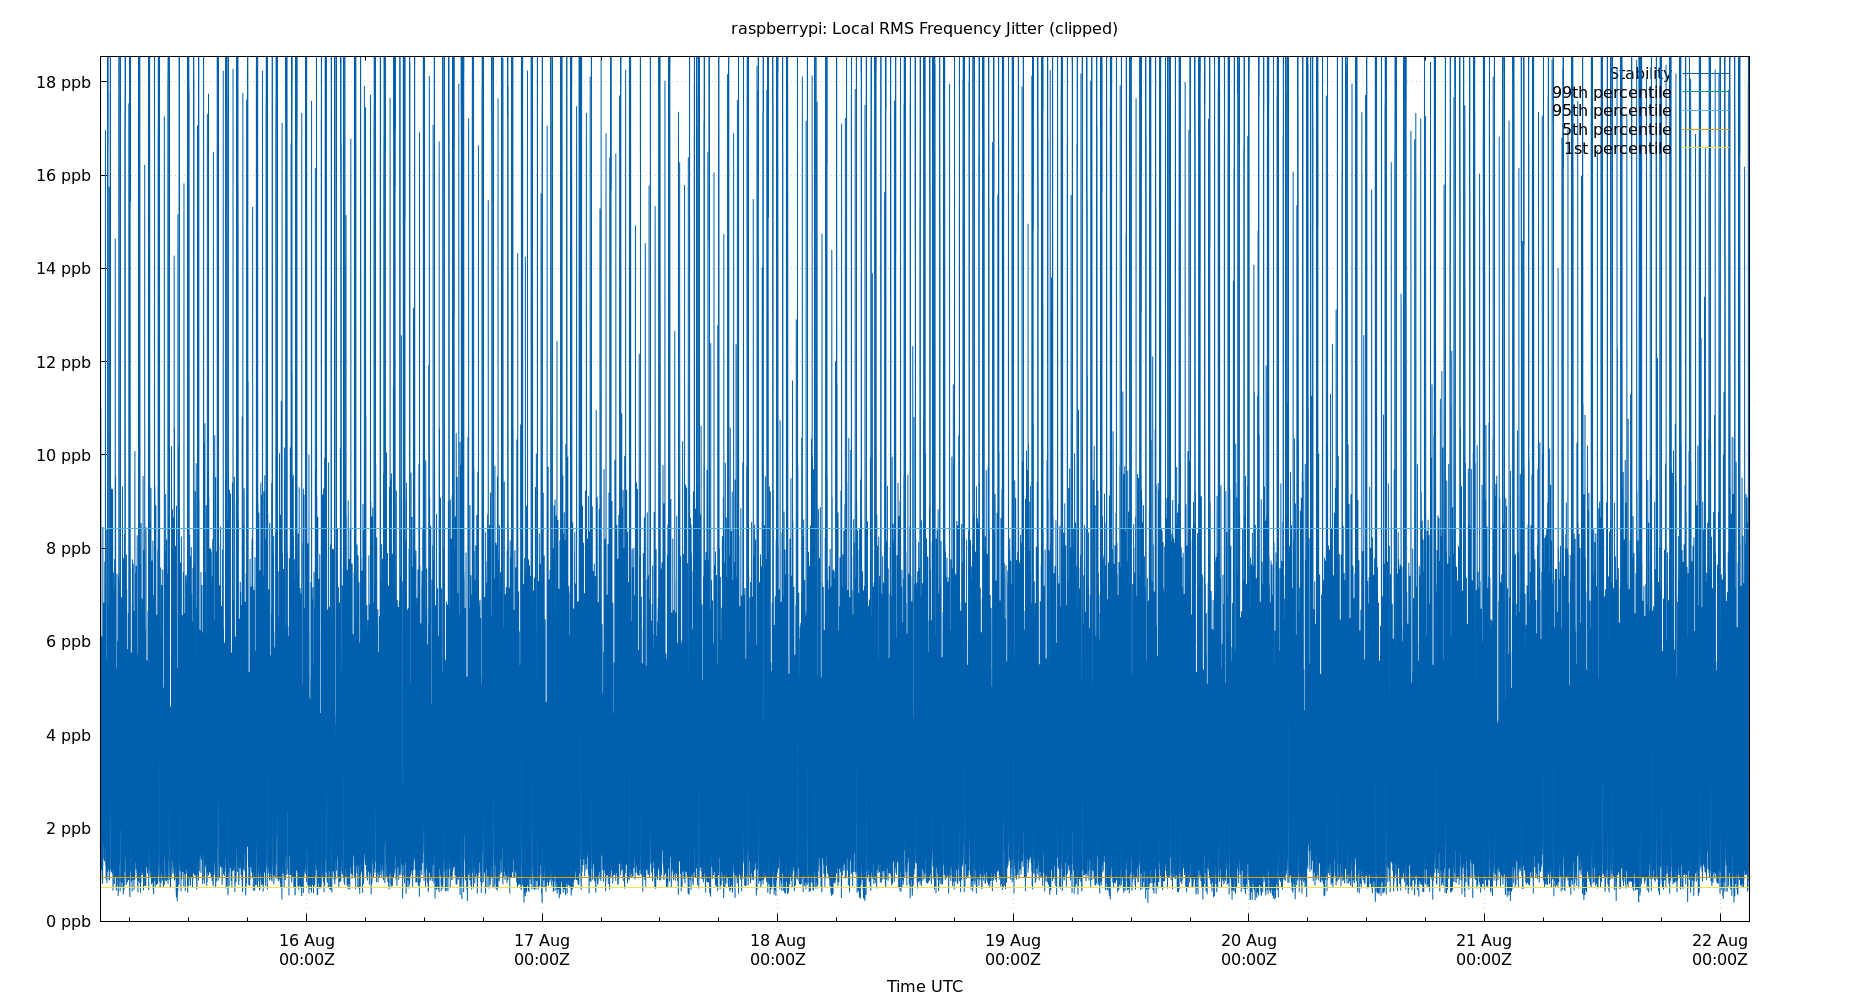 raspberrypi: Local RMS Frequency Jitter (clipped)
18 ppb
16 ppb
14 ppb
12 ppb
10 ppb
8 ppb
6 ppb
4 ppb
2 ppb
0 ppb
Stability
99th percentile
95th percentile
5th percentile
1st percentile
16 Aug
00:00Z
17 Aug
00:00Z
18 Aug
00:00Z
19 Aug
00:00Z
20 Aug
00:00Z
21 Aug
00:00Z
22 Aug
00:00Z
Time UTC